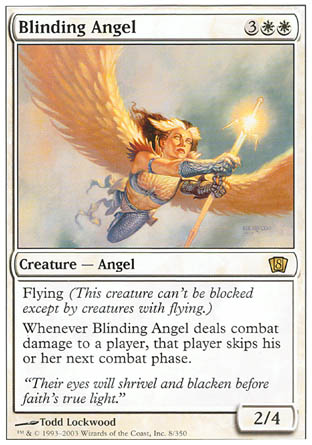 Blinding Angel 3
Creature — Angel 8
Flying (This creature can't be blocked
except by creatures with flying.)
Whenever Blinding Angel deals combat
damage to a player, that player skips his
or her next combat phase.
“Their eyes will shrivel and blacken before
faith's true light.”
2/4
Todd Lockwood
™ & © 1993–2003 Wizards of the Coast, Inc. 8/350